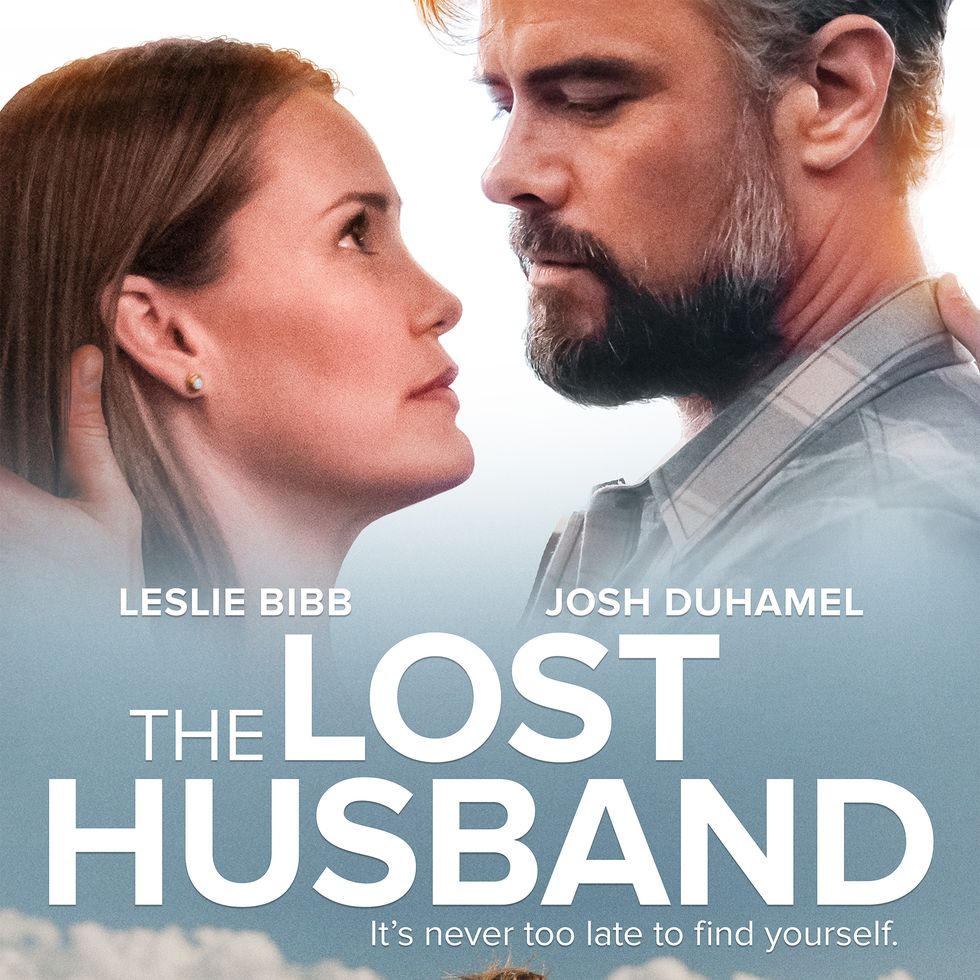 LESLIE BIBB JOSH DUHAMEL
THE LOST
HUSBAND
It's never too late to find yourself.